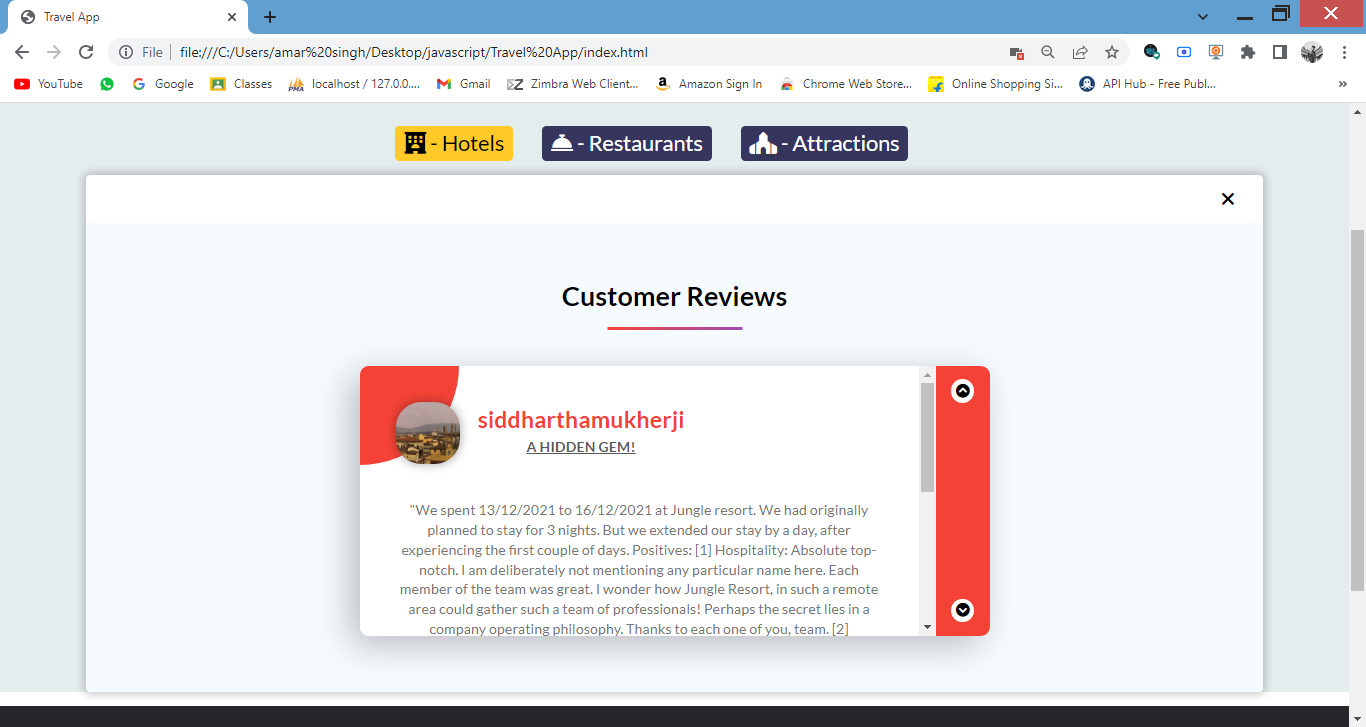 Travel App
File
file:///C:/Users/amar%20singh/Desktop/javascript/Travel%20App/index.html
YouTube
Google
Classes
localhost / 127.0.0....
Gmail
Zimbra Web Client...
Amazon Sign In
Chrome Web Store...
Online Shopping Si...
API Hub - Free Publ...
- Hotels
- Restaurants
- Attractions
Customer Reviews
siddharthamukherji
A HIDDEN GEM!
"We spent 13/12/2021 to 16/12/2021 at Jungle resort. We had originally
planned to stay for 3 nights. But we extended our stay by a day, after
experiencing the first couple of days. Positives: [1] Hospitality: Absolute top-
notch. I am deliberately not mentioning any particular name here. Each
member of the team was great. I wonder how Jungle Resort, in such a remote
area could gather such a team of professionals! Perhaps the secret lies in a
company operating philosophy. Thanks to each one of you, team. [2]